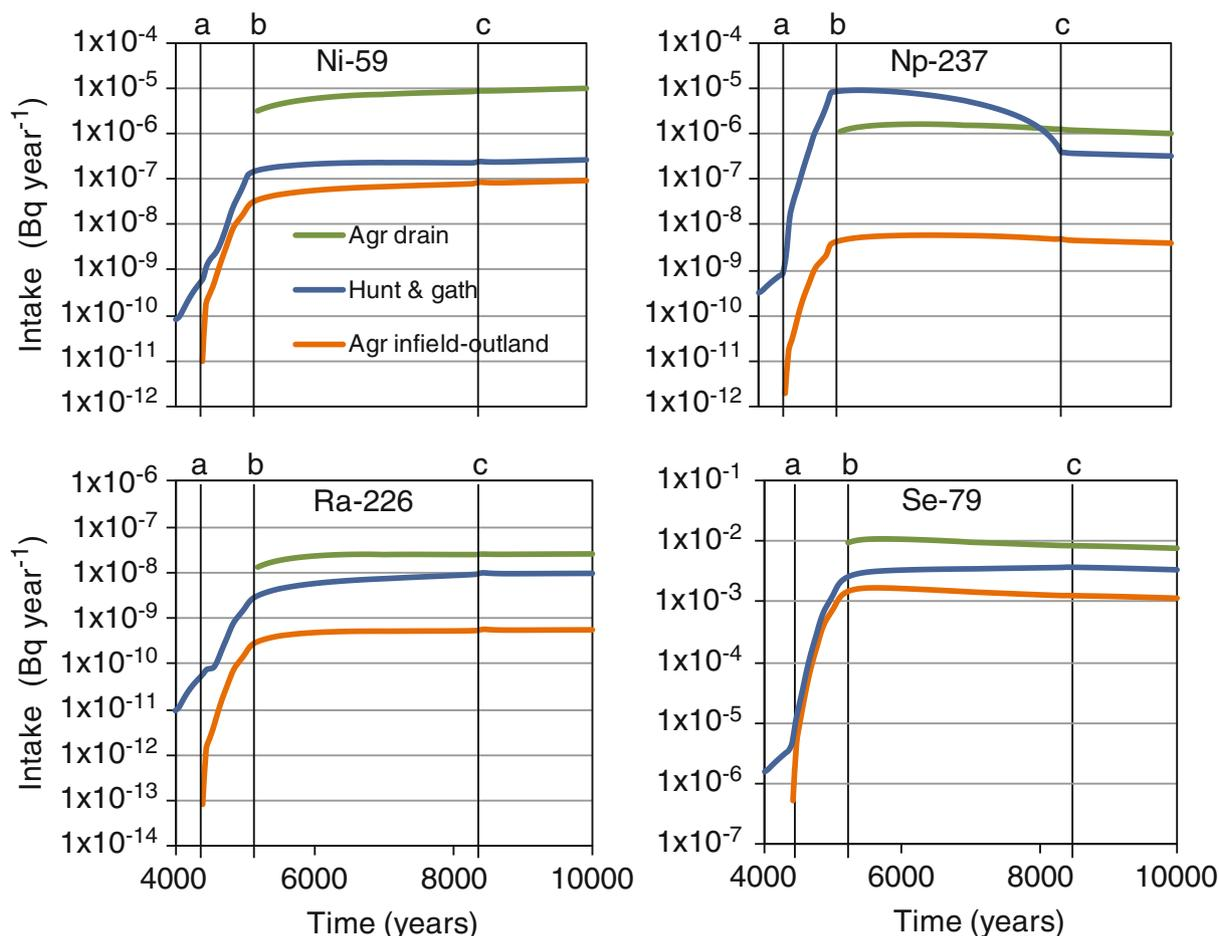 a b c
Ni-59
1x10-4
1x10-5
1x10-6
1x10-7
1x10-8
1x10-9
1x10-10
1x10-11
1x10-12
Intake (Bq year-1)
Agr drain
Hunt & gath
Agr infield-outland
a b c
Np-237
1x10-4
1x10-5
1x10-6
1x10-7
1x10-8
1x10-9
1x10-10
1x10-11
1x10-12
a b c
Ra-226
1x10-6
1x10-7
1x10-8
1x10-9
1x10-10
1x10-11
1x10-12
1x10-13
1x10-14
Intake (Bq year-1)
4000 6000 8000 10000
Time (years)
a b c
Se-79
1x10-1
1x10-2
1x10-3
1x10-4
1x10-5
1x10-6
1x10-7
4000 6000 8000 10000
Time (years)